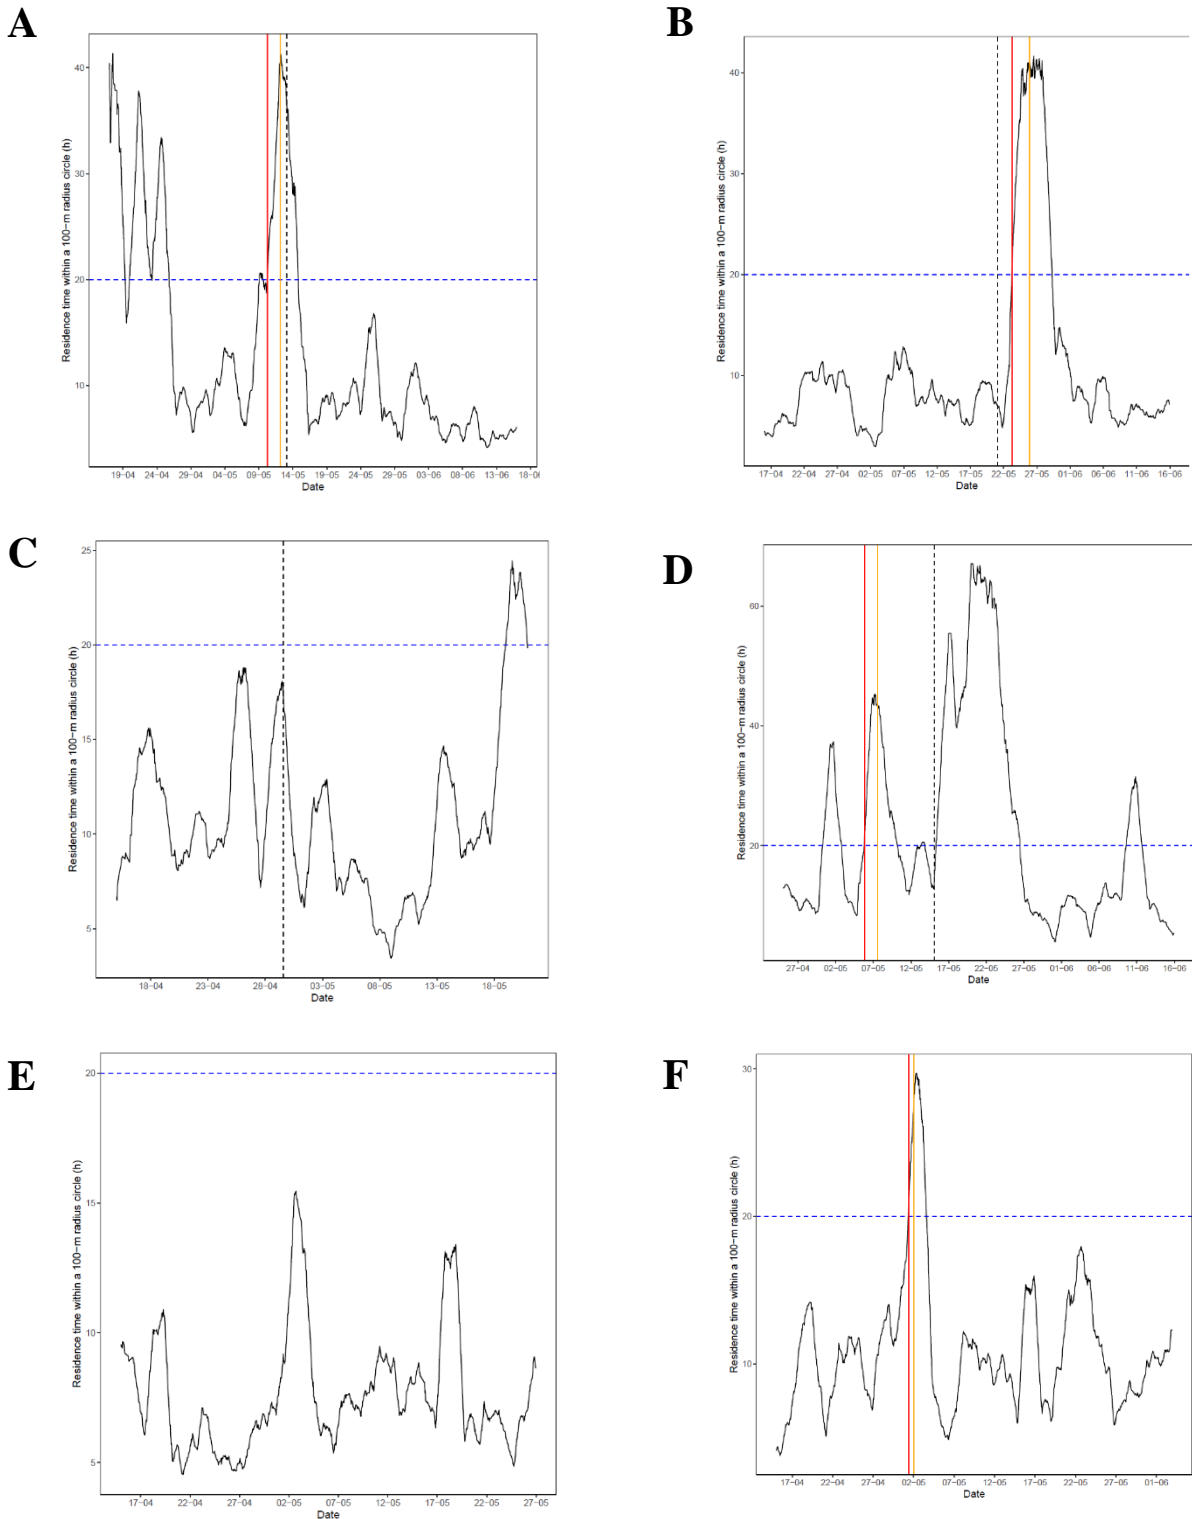 A
Residence time within a 100-m radius circle (h)
40
30
20
10
19-04 24-04 29-04 04-05 09-05 14-05 19-05 24-05 29-05 03-06 08-06 13-06 18-06
Date
B
Residence time within a 100-m radius circle (h)
40
30
20
10
17-04 22-04 27-04 02-05 07-05 12-05 17-05 22-05 27-05 01-06 06-06 11-06 16-06
Date
C
Residence time within a 100-m radius circle (h)
25
20
15
10
5
18-04 23-04 28-04 03-05 08-05 13-05 18-05
Date
D
Residence time within a 100-m radius circle (h)
60
40
20
27-04 02-05 07-05 12-05 17-05 22-05 27-05 01-06 06-06 11-06 16-06
Date
E
Residence time within a 100-m radius circle (h)
20
15
10
5
17-04 22-04 27-04 02-05 07-05 12-05 17-05 22-05 27-05
Date
F
Residence time within a 100-m radius circle (h)
30
20
10
17-04 22-04 27-04 02-05 07-05 12-05 17-05 22-05 27-05 01-06
Date